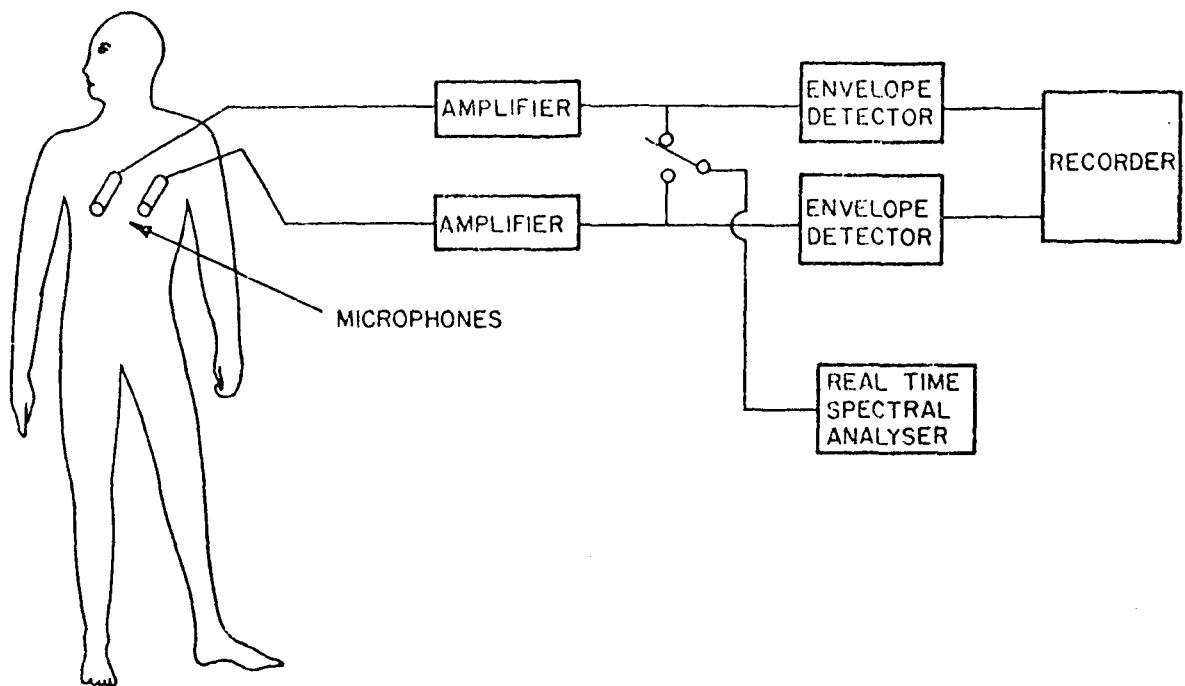 AMPLIFIER
ENVELOPE
DETECTOR
RECORDER
AMPLIFIER
ENVELOPE
DETECTOR
MICROPHONES
REAL TIME
SPECTRAL
ANALYSER